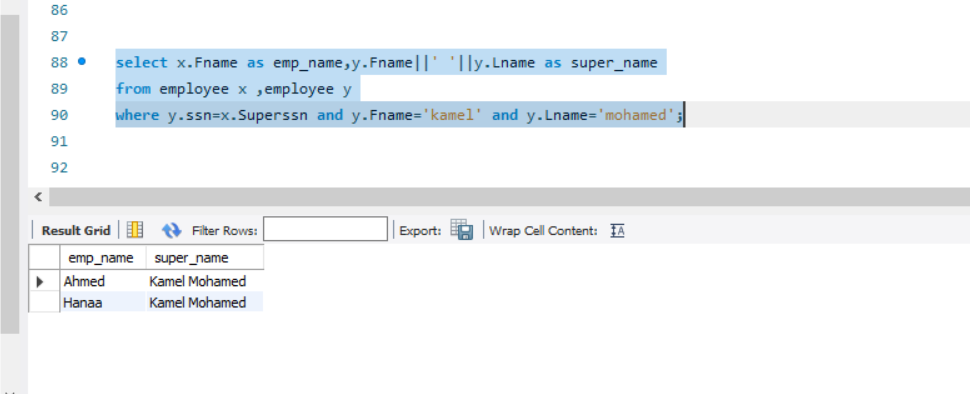 86
87
88 select x.Fname as emp_name,y.Fname||' '||y.Lname as super_name
89 from employee x ,employee y
90 where y.ssn=x.Superssn and y.Fname='kamel' and y.Lname='mohamed';
91
92
Result Grid Filter Rows: Export: Wrap Cell Content: IA
emp_name super_name
Ahmed Kamel Mohamed
Hanaa Kamel Mohamed